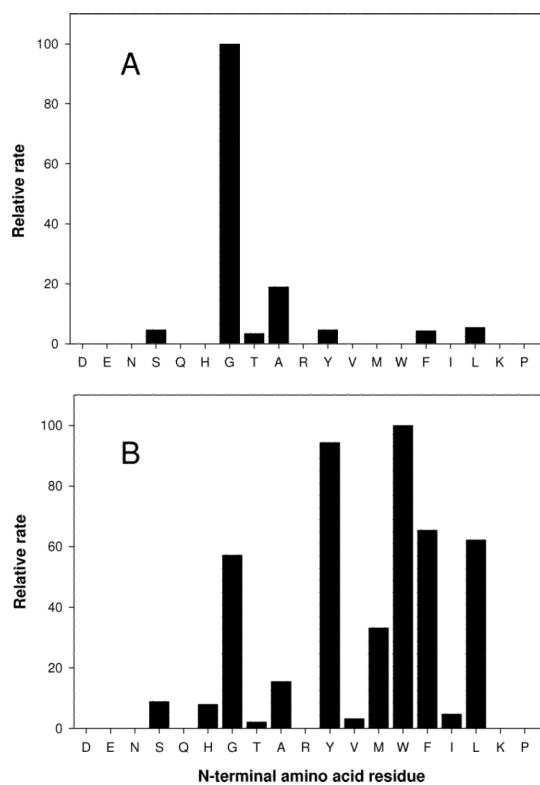 A
Relative rate
100
80
60
40
20
0
D E N S Q H G T A R Y V M W F I L K P
B
Relative rate
100
80
60
40
20
0
D E N S Q H G T A R Y V M W F I L K P
N-terminal amino acid residue